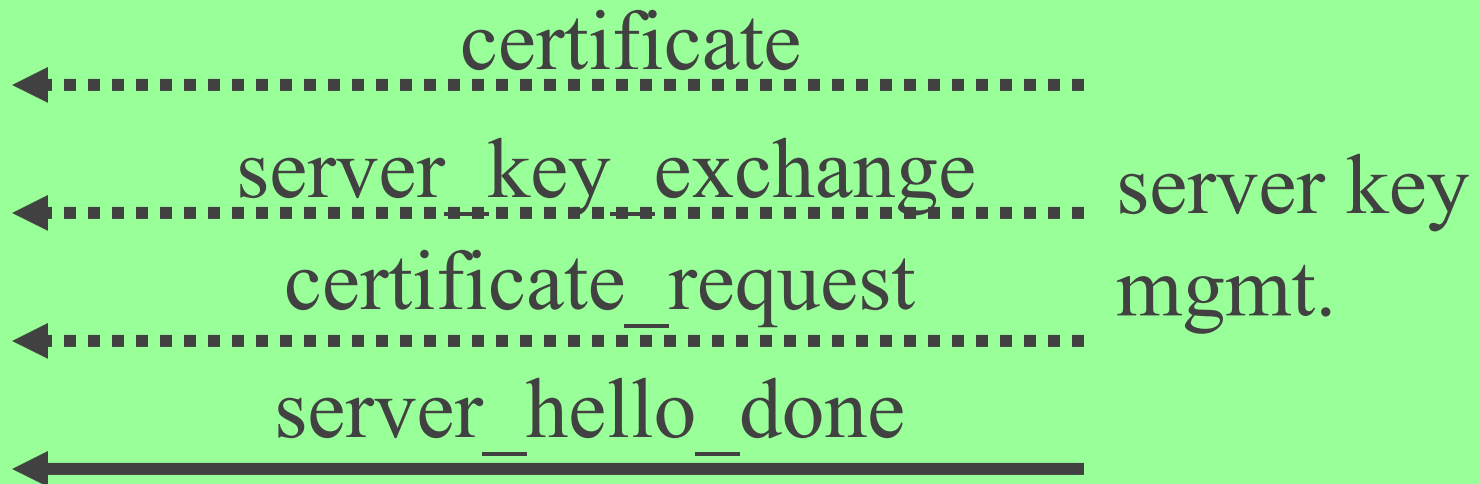 certificate
server_key_exchange
server key
certificate_request
mgmt.
server_hello_done